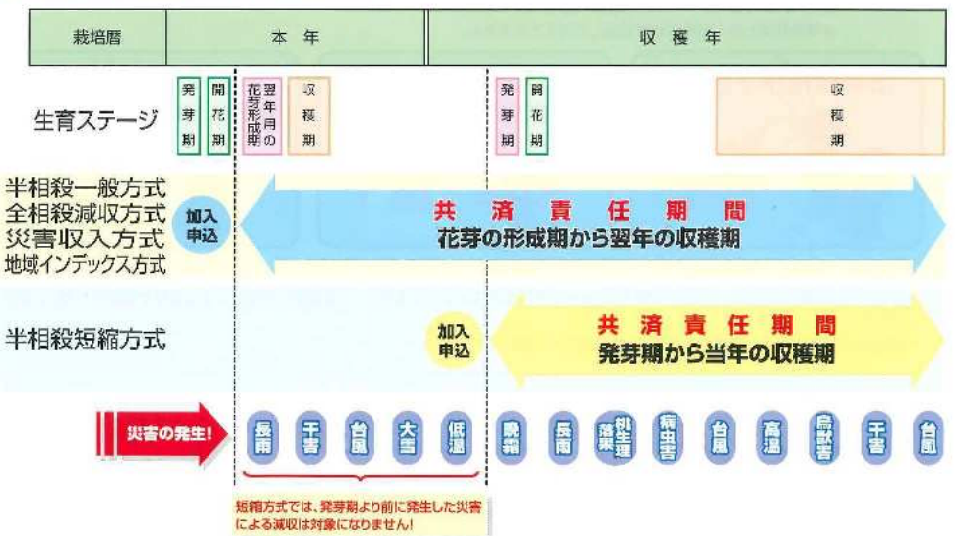 栽培暦
本年
収穫年
生育ステージ
発芽期
開花期
翌年用の花芽形成期
収穫期
発芽期
開花期
収穫期
半相殺一般方式
全相殺減収方式
災害収入方式
地域インデックス方式
加入
申込
共済責任期間
花芽の形成期から翌年の収穫期
半相殺短縮方式
加入
申込
共済責任期間
発芽期から当年の収穫期
災害の発生!
長雨
干害
台風
大雪
低温
晩霜
長雨
桃生理落果
病虫害
台風
高温
鳥獣害
干害
台風
短縮方式では、発芽期より前に発生した災害
による減収は対象になりません!